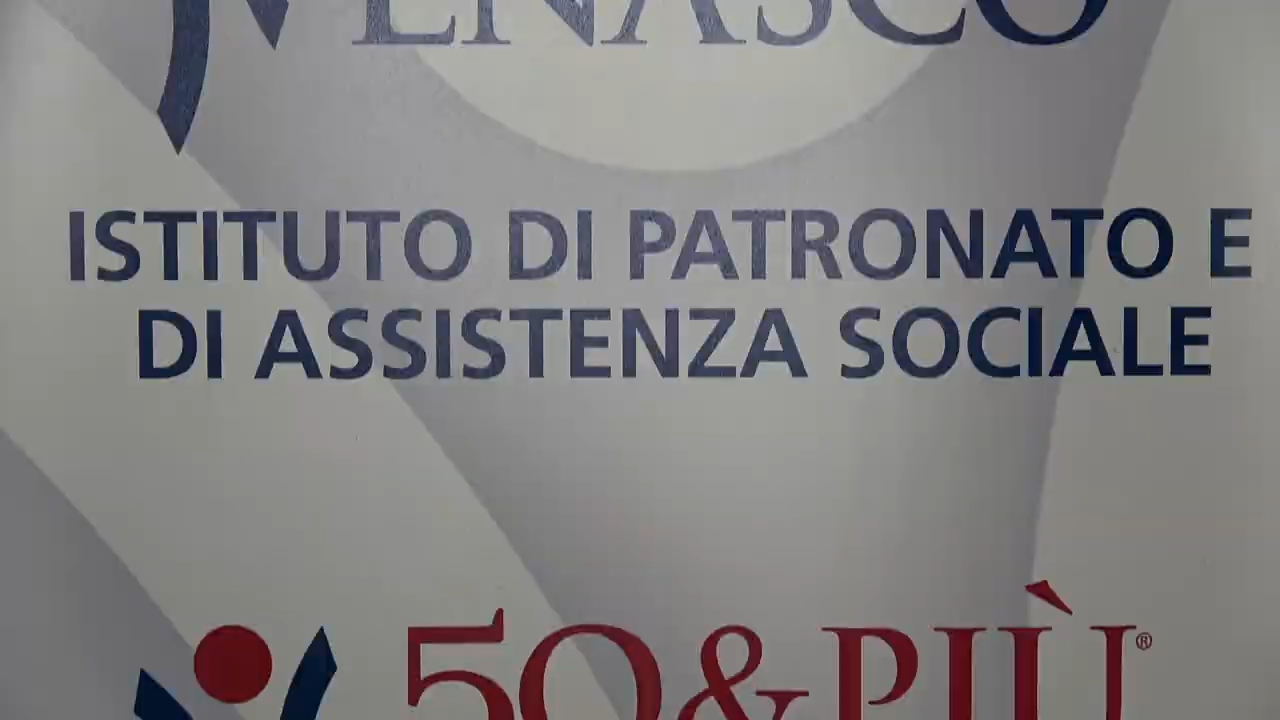 ENASCO
ISTITUTO DI PATRONATO E
DI ASSISTENZA SOCIALE
50&PIÙ®